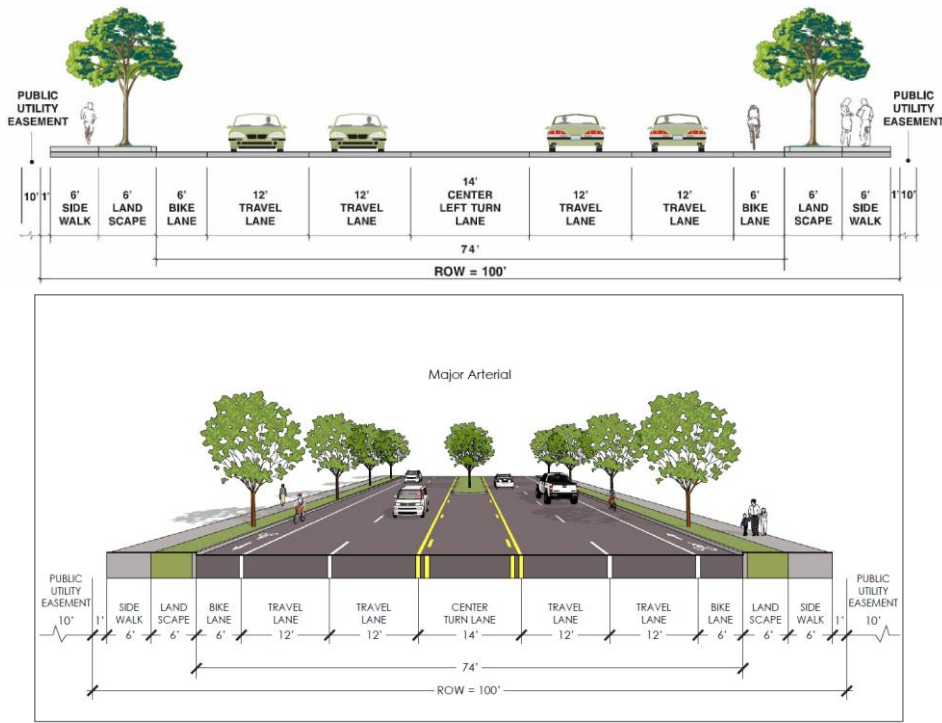 PUBLIC
UTILITY
EASEMENT
PUBLIC
UTILITY
EASEMENT
10'
1'
6'
SIDE
WALK
6'
LAND
SCAPE
6'
BIKE
LANE
12'
TRAVEL
LANE
12'
TRAVEL
LANE
14'
CENTER
LEFT TURN
LANE
12'
TRAVEL
LANE
12'
TRAVEL
LANE
6'
BIKE
LANE
6'
LAND
SCAPE
6'
SIDE
WALK
1'
10'
74'
ROW = 100'
Major Arterial
PUBLIC
UTILITY
EASEMENT
10'
1'
SIDE
WALK
6'
LAND
SCAPE
6'
BIKE
LANE
6'
TRAVEL
LANE
12'
TRAVEL
LANE
12'
CENTER
TURN LANE
14'
TRAVEL
LANE
12'
TRAVEL
LANE
12'
BIKE
LANE
6'
LAND
SCAPE
6'
SIDE
WALK
6'
1'
PUBLIC
UTILITY
EASEMENT
10'
74'
ROW = 100'